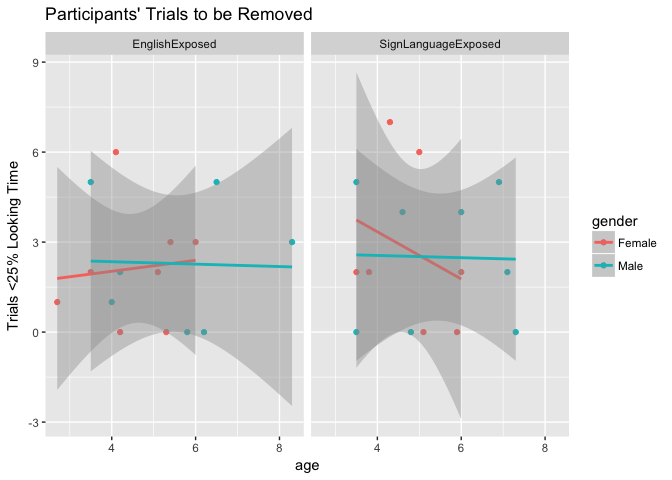 Participants' Trials to be Removed
EnglishExposed
SignLanguageExposed
Trials <25% Looking Time
9
6
3
0
-3
4
6
8
4
6
8
age
gender
Female
Male